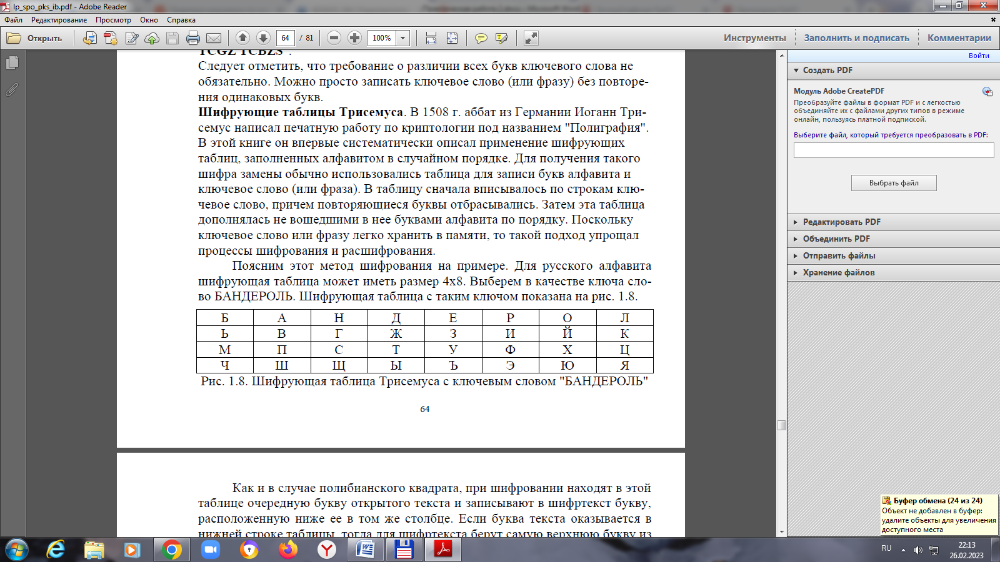 lp_spo_pks_ib.pdf - Adobe Reader
Файл Редактирование Просмотр Окно Справка
Открыть 64 / 81 100% Инструменты Заполнить и подписать Комментарии
TCGZ TCBZS".
Следует отметить, что требование о различии всех букв ключевого слова не
обязательно. Можно просто записать ключевое слово (или фразу) без повторе-
ния одинаковых букв.
Шифрующие таблицы Трисемуса. В 1508 г. аббат из Германии Иоганн Три-
семус написал печатную работу по криптологии под названием "Полиграфия".
В этой книге он впервые систематически описал применение шифрующих
таблиц, заполненных алфавитом в случайном порядке. Для получения такого
шифра замены обычно использовались таблица для записи букв алфавита и
ключевое слово (или фраза). В таблицу сначала вписывалось по строкам клю-
чевое слово, причем повторяющиеся буквы отбрасывались. Затем эта таблица
дополнялась не вошедшими в нее буквами алфавита по порядку. Поскольку
ключевое слово или фразу легко хранить в памяти, то такой подход упрощал
процессы шифрования и расшифрования.
Поясним этот метод шифрования на примере. Для русского алфавита
шифрующая таблица может иметь размер 4x8. Выберем в качестве ключа сло-
во БАНДЕРОЛЬ. Шифрующая таблица с таким ключом показана на рис. 1.8.
Б А Н Д Е Р О Л
Ь В Г Ж З И Й К
М П С Т У Ф Х Ц
Ч Ш Щ Ы Ъ Э Ю Я
Рис. 1.8. Шифрующая таблица Трисемуса с ключевым словом "БАНДЕРОЛЬ"
64
Как и в случае полибианского квадрата, при шифровании находят в этой
таблице очередную букву открытого текста и записывают в шифртекст букву,
расположенную ниже ее в том же столбце. Если буква текста оказывается в
нижней строке таблицы, тогда для шифртекста берут самую верхнюю букву из
Войти
Создать PDF
Модуль Adobe CreatePDF
Преобразуйте файлы в формат PDF и с легкостью
объединяйте их с файлами других типов в режиме
онлайн, пользуясь платной подпиской.
Выберите файл, который требуется преобразовать в PDF:
Выбрать файл
Редактировать PDF
Объединить PDF
Отправить файлы
Хранение файлов
Буфер обмена (24 из 24)
Объект не добавлен в буфер:
удалите объекты для увеличения
доступного места
RU 22:13
26.02.2023